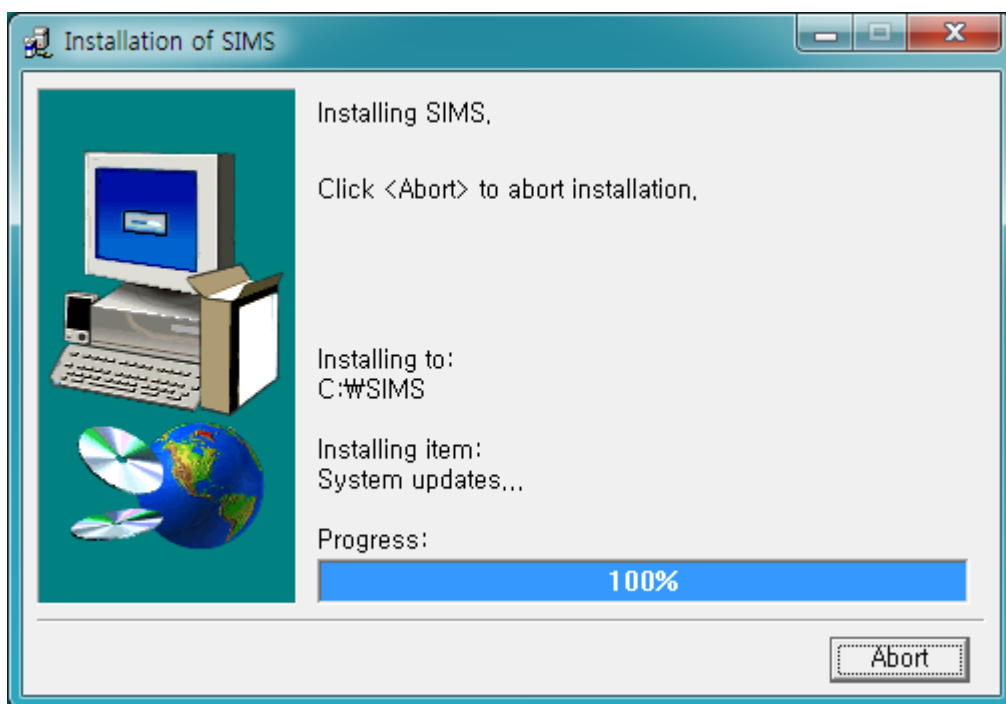 Installation of SIMS
Installing SIMS.
Click <Abort> to abort installation.
Installing to:
C:₩SIMS
Installing item:
System updates...
Progress:
100%
Abort